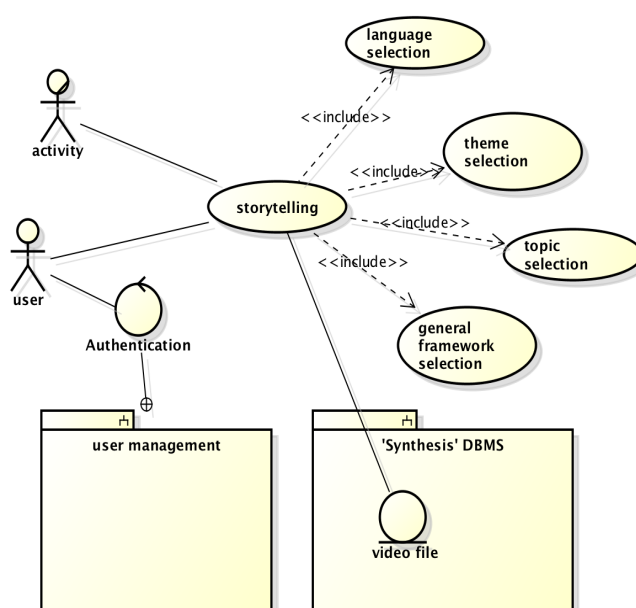 language
selection
<<include>>
activity
theme
selection
<<include>>
storytelling
<<include>>
topic
selection
<<include>>
user
general
framework
selection
Authentication
user management
'Synthesis' DBMS
video file